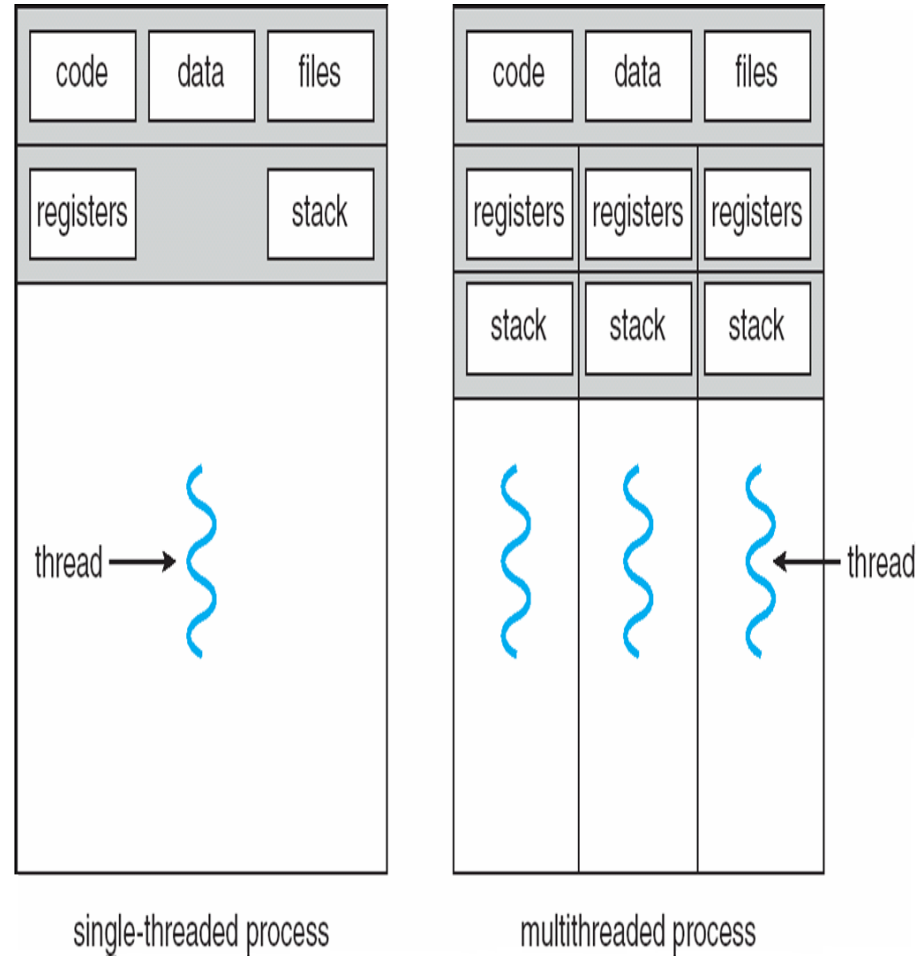 code data files code data files
registers stack registers registers registers
stack stack stack
thread thread
single-threaded process multithreaded process